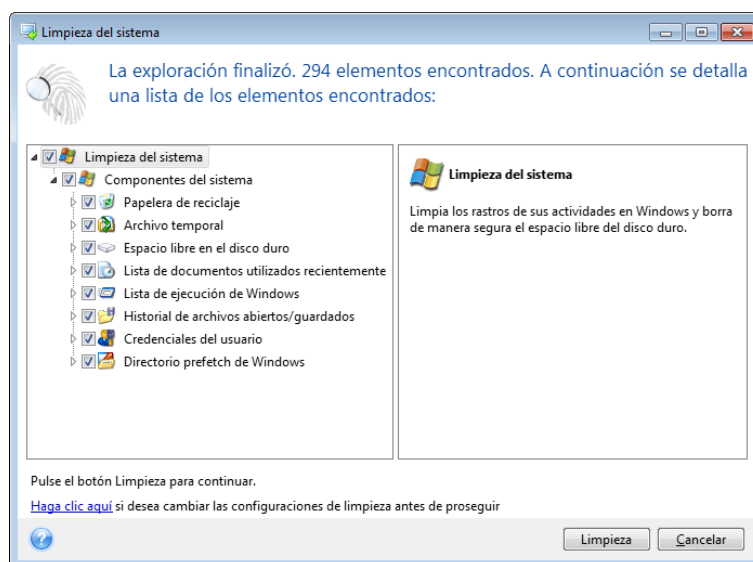 Limpieza del sistema
La exploración finalizó. 294 elementos encontrados. A continuación se detalla
una lista de los elementos encontrados:
Limpieza del sistema
Componentes del sistema
Papelera de reciclaje
Archivo temporal
Espacio libre en el disco duro
Lista de documentos utilizados recientemente
Lista de ejecución de Windows
Historial de archivos abiertos/guardados
Credenciales del usuario
Directorio prefetch de Windows
Limpieza del sistema
Limpia los rastros de sus actividades en Windows y borra
de manera segura el espacio libre del disco duro.
Pulse el botón Limpieza para continuar.
Haga clic aquí si desea cambiar las configuraciones de limpieza antes de proseguir
Limpieza
Cancelar